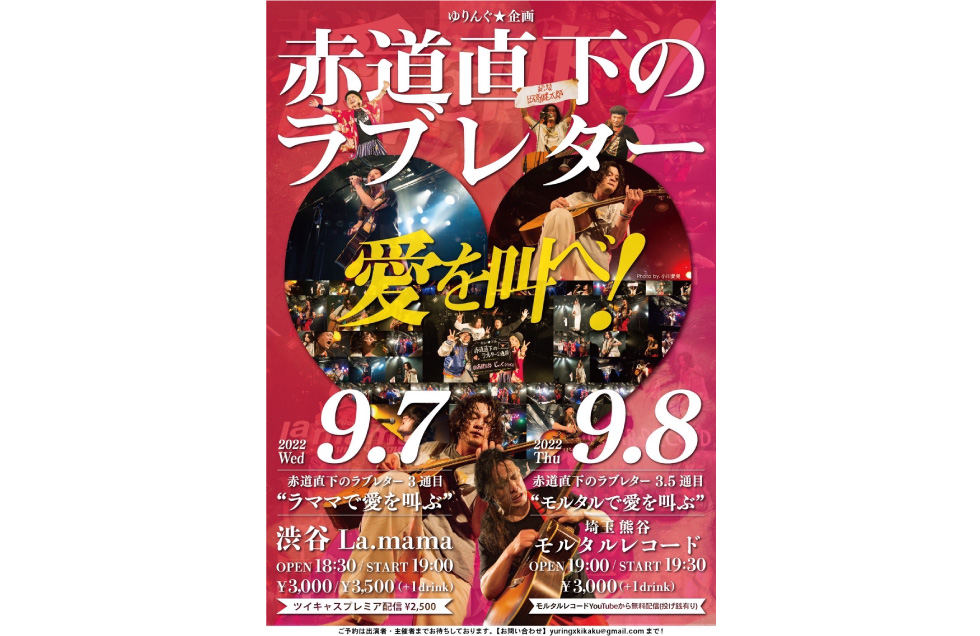 ゆりんぐ★企画
赤道直下の
ラブレター
愛を叫べ!
Photo by. 小川愛晃
赤道直下の
2022
Wed
9.7
赤道直下のラブレター 3通目
“ラママで愛を叫ぶ”
渋谷 La.mama
OPEN 18:30 / START 19:00
¥3,000 / ¥3,500 (+1drink)
ツイキャスプレミア配信 ¥2,500
2022
Thu
9.8
赤道直下のラブレター 3.5通目
“モルタルで愛を叫ぶ”
埼玉 熊谷
モルタルレコード
OPEN 19:00 / START 19:30
¥3,000 (+1drink)
モルタルレコードYouTubeから無料配信(投げ銭有り)
ご予約は出演者・主催者までお待ちしております。【お問い合わせ】yuringxkikaku@gmail.com まで!